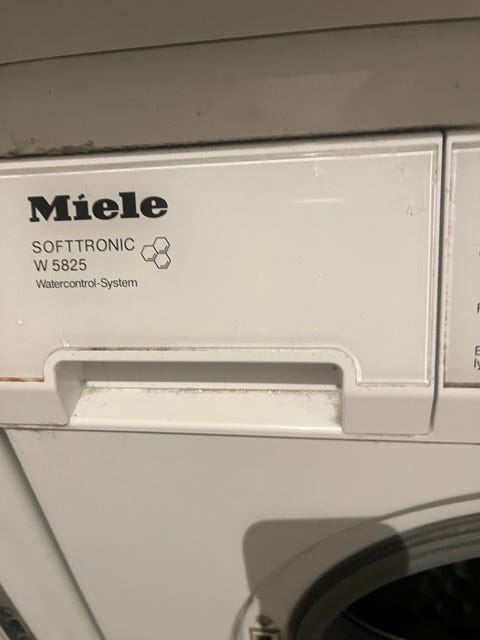 Miele
SOFTTRONIC
W 5825
Watercontrol-System